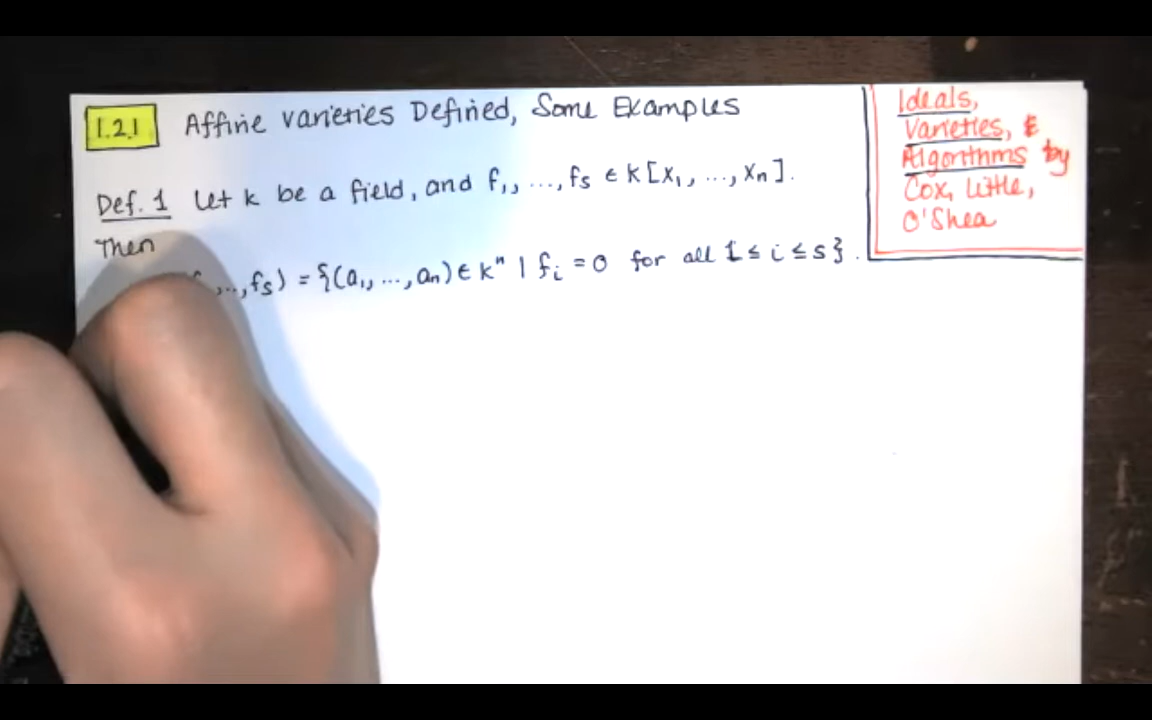 1.2.1 Affine Varieties Defined, Some Examples
Def. 1 Let k be a field, and f₁, ..., fₛ ∈ k[x₁, ..., xₙ].
Then
,..., fₛ) = {(a₁, ..., aₙ) ∈ kⁿ | fᵢ = 0 for all 1 ≤ i ≤ s}.
Ideals,
Varieties, &
Algorithms by
Cox, Little,
O'Shea